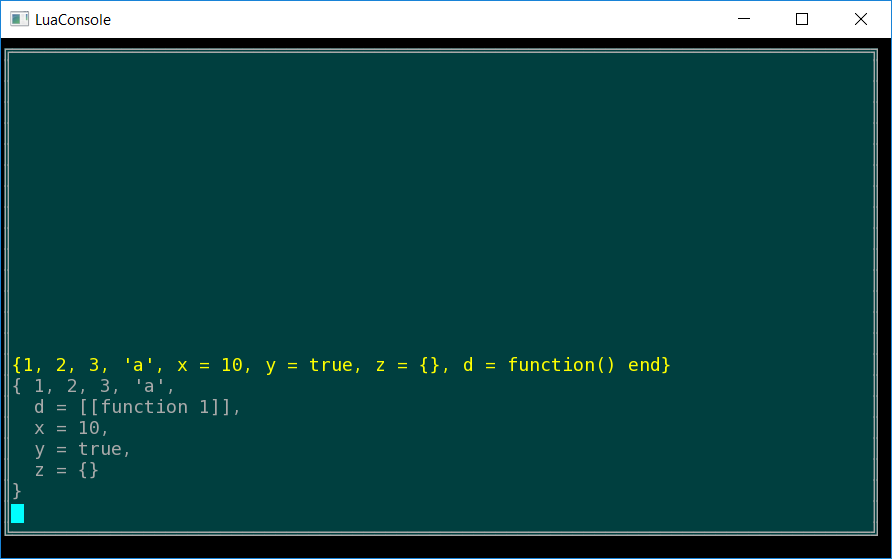 LuaConsole
{1, 2, 3, 'a', x = 10, y = true, z = {}, d = function() end}
{ 1, 2, 3, 'a',
  d = [[function 1]],
  x = 10,
  y = true,
  z = {}
}